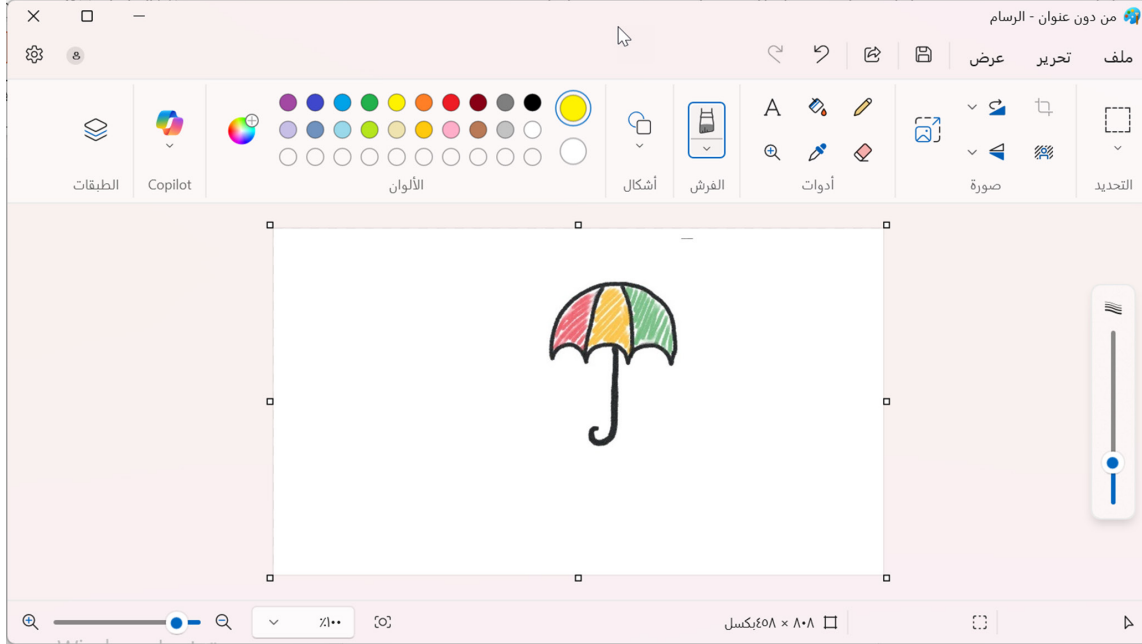 من دون عنوان - الرسام
ملف تحرير عرض
التحديد صورة أدوات الفرش أشكال الألوان Copilot الطبقات
٨٠٨ × ٤٥٨بكسل ٪١٠٠